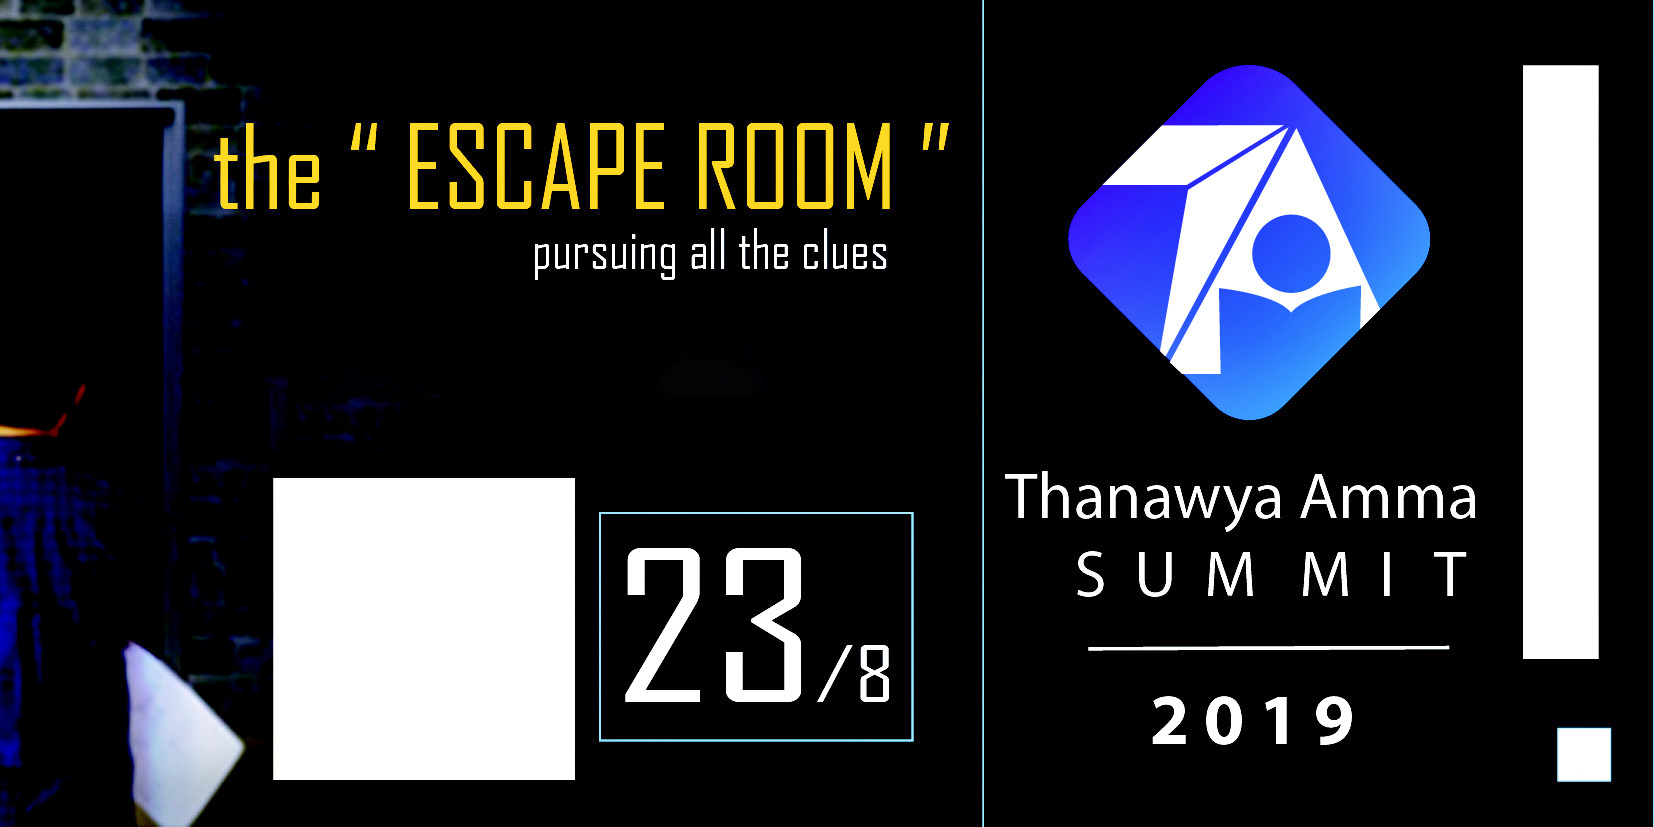 the “ ESCAPE ROOM ”
pursuing all the clues
23/8
Thanawya Amma
SUMMIT
2019